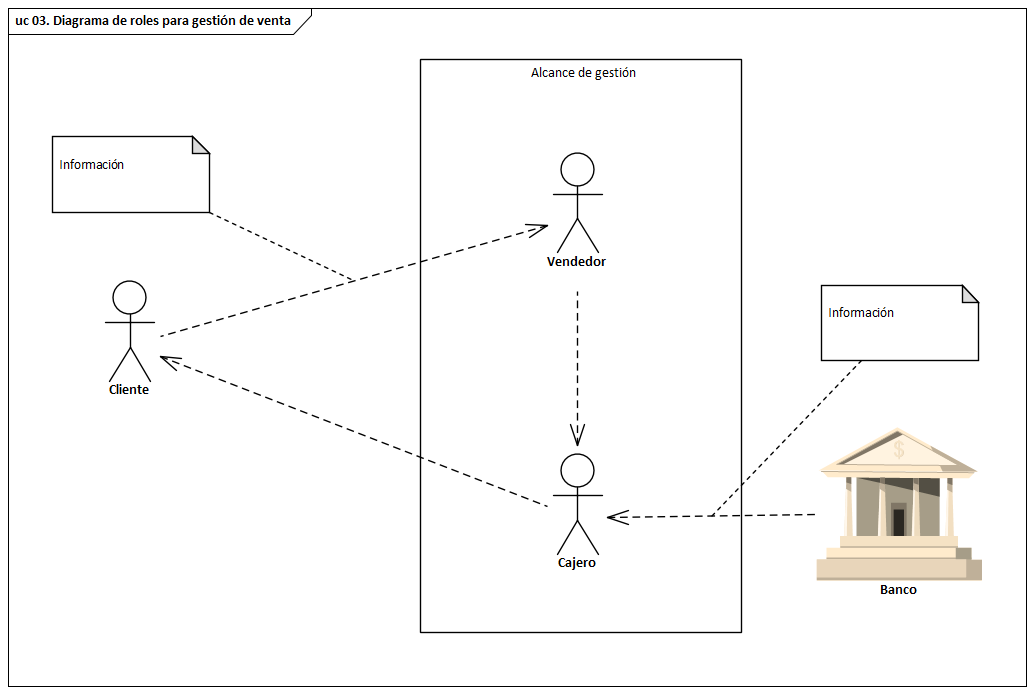 uc 03. Diagrama de roles para gestión de venta
Alcance de gestión
Información
Vendedor
Información
Cliente
$
Cajero
Banco